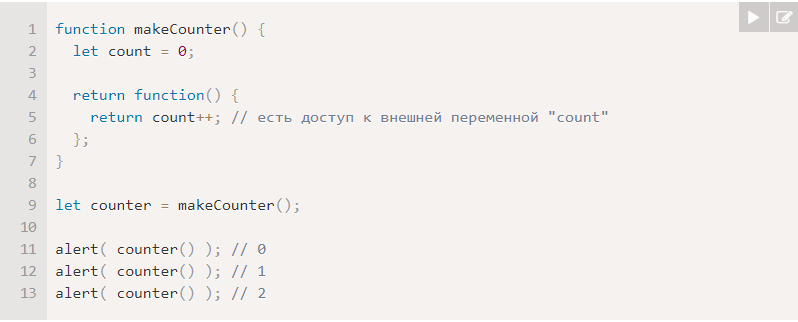 1 function makeCounter() {
2   let count = 0;
3
4   return function() {
5     return count++; // есть доступ к внешней переменной "count"
6   };
7 }
8
9 let counter = makeCounter();
10
11 alert( counter() ); // 0
12 alert( counter() ); // 1
13 alert( counter() ); // 2